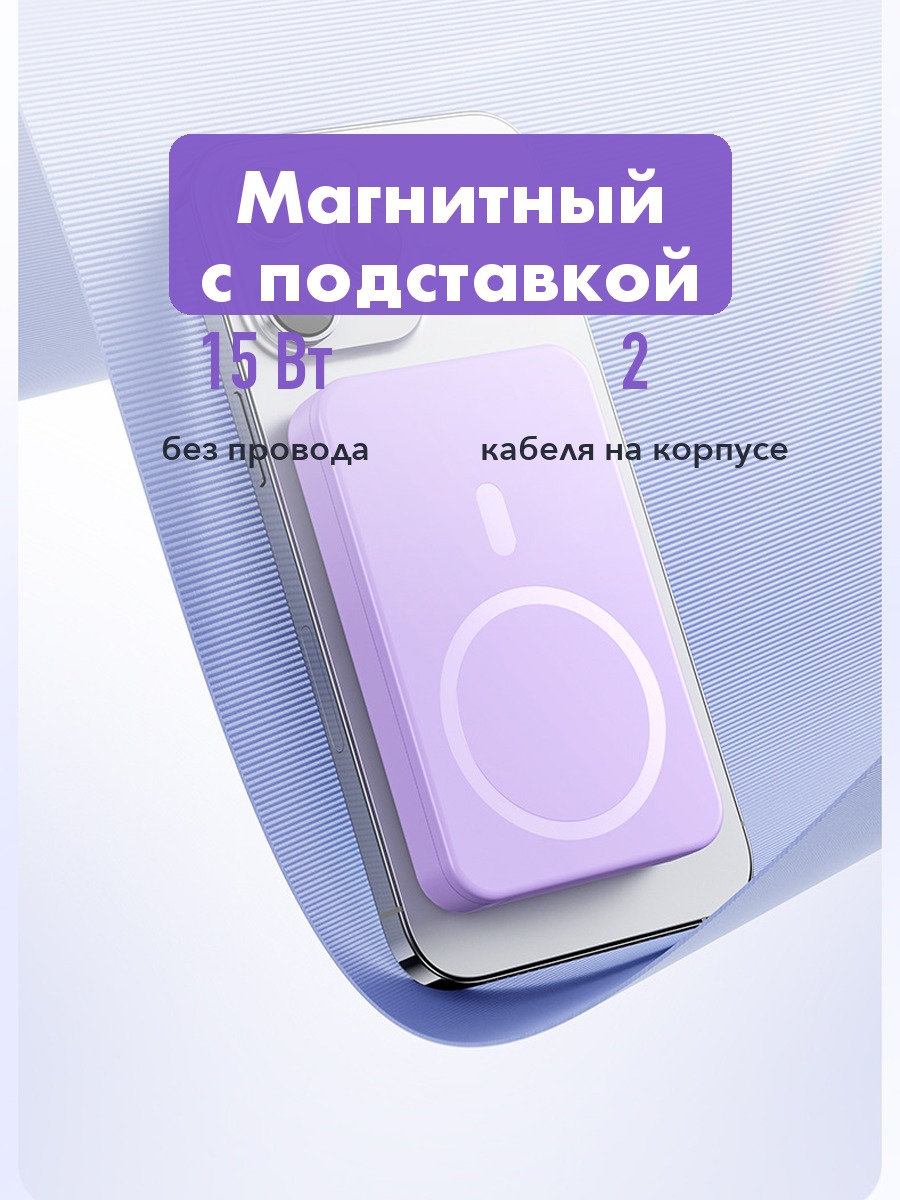 Магнитный
с подставкой
15 Вт
2
без провода
кабеля на корпусе